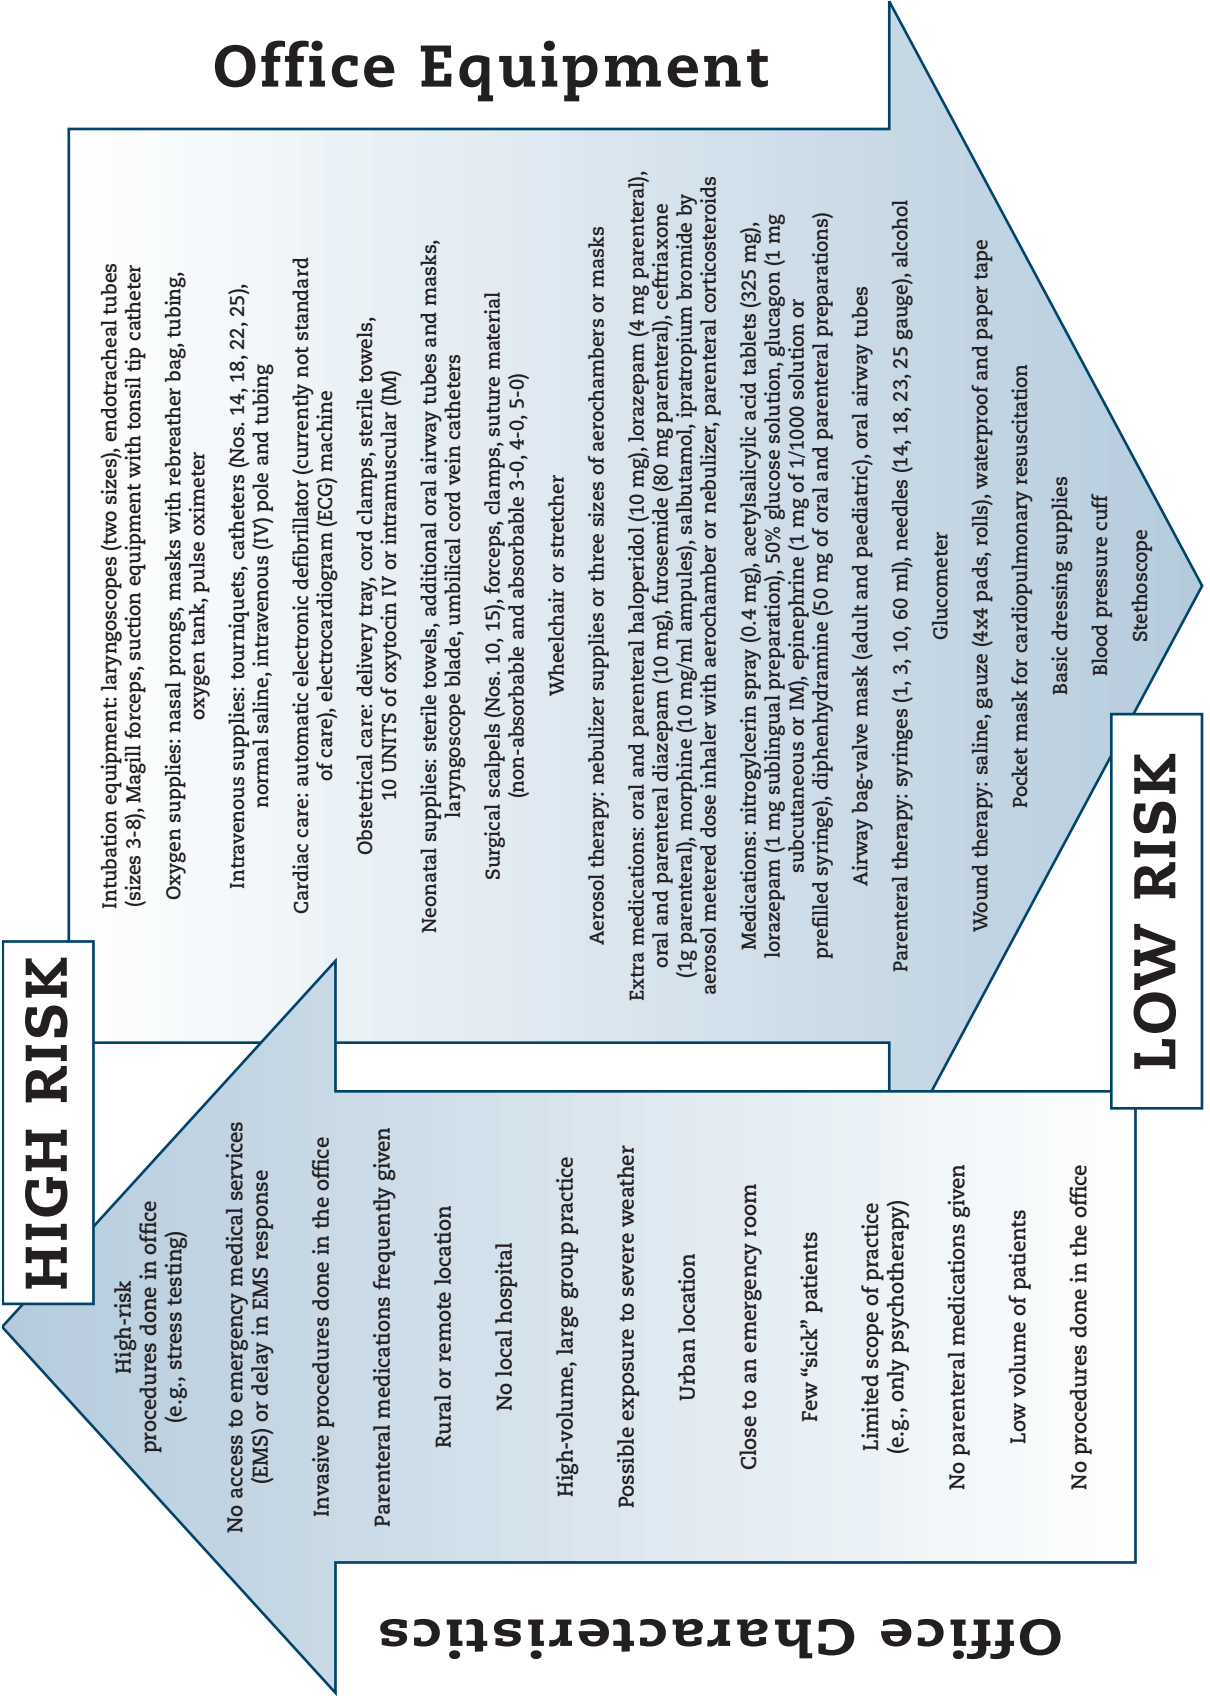 HIGH RISK
Office Characteristics
High-risk
procedures done in office
(e.g., stress testing)
No access to emergency medical services
(EMS) or delay in EMS response
Invasive procedures done in the office
Parenteral medications frequently given
Rural or remote location
No local hospital
High-volume, large group practice
Possible exposure to severe weather
Urban location
Close to an emergency room
Few “sick” patients
Limited scope of practice
(e.g., only psychotherapy)
No parenteral medications given
Low volume of patients
No procedures done in the office
Office Equipment
Intubation equipment: laryngoscopes (two sizes), endotracheal tubes
(sizes 3-8), Magill forceps, suction equipment with tonsil tip catheter
Oxygen supplies: nasal prongs, masks with rebreather bag, tubing,
oxygen tank, pulse oximeter
Intravenous supplies: tourniquets, catheters (Nos. 14, 18, 22, 25),
normal saline, intravenous (IV) pole and tubing
Cardiac care: automatic electronic defibrillator (currently not standard
of care), electrocardiogram (ECG) machine
Obstetrical care: delivery tray, cord clamps, sterile towels,
10 UNITS of oxytocin IV or intramuscular (IM)
Neonatal supplies: sterile towels, additional oral airway tubes and masks,
laryngoscope blade, umbilical cord vein catheters
Surgical scalpels (Nos. 10, 15), forceps, clamps, suture material
(non-absorbable and absorbable 3-0, 4-0, 5-0)
Wheelchair or stretcher
Aerosol therapy: nebulizer supplies or three sizes of aerochambers or masks
Extra medications: oral and parenteral haloperidol (10 mg), lorazepam (4 mg parenteral),
oral and parenteral diazepam (10 mg), furosemide (80 mg parenteral), ceftriaxone
(1g parenteral), morphine (10 mg/ml ampules), salbutamol, ipratropium bromide by
aerosol metered dose inhaler with aerochamber or nebulizer, parenteral corticosteroids
Medications: nitrogylcerin spray (0.4 mg), acetylsalicylic acid tablets (325 mg),
lorazepam (1 mg sublingual preparation), 50% glucose solution, glucagon (1 mg
subcutaneous or IM), epinephrine (1 mg of 1/1000 solution or
prefilled syringe), diphenhydramine (50 mg of oral and parenteral preparations)
Airway bag-valve mask (adult and paediatric), oral airway tubes
Parenteral therapy: syringes (1, 3, 10, 60 ml), needles (14, 18, 23, 25 gauge), alcohol
Glucometer
Wound therapy: saline, gauze (4x4 pads, rolls), waterproof and paper tape
Pocket mask for cardiopulmonary resuscitation
Basic dressing supplies
Blood pressure cuff
Stethoscope
LOW RISK